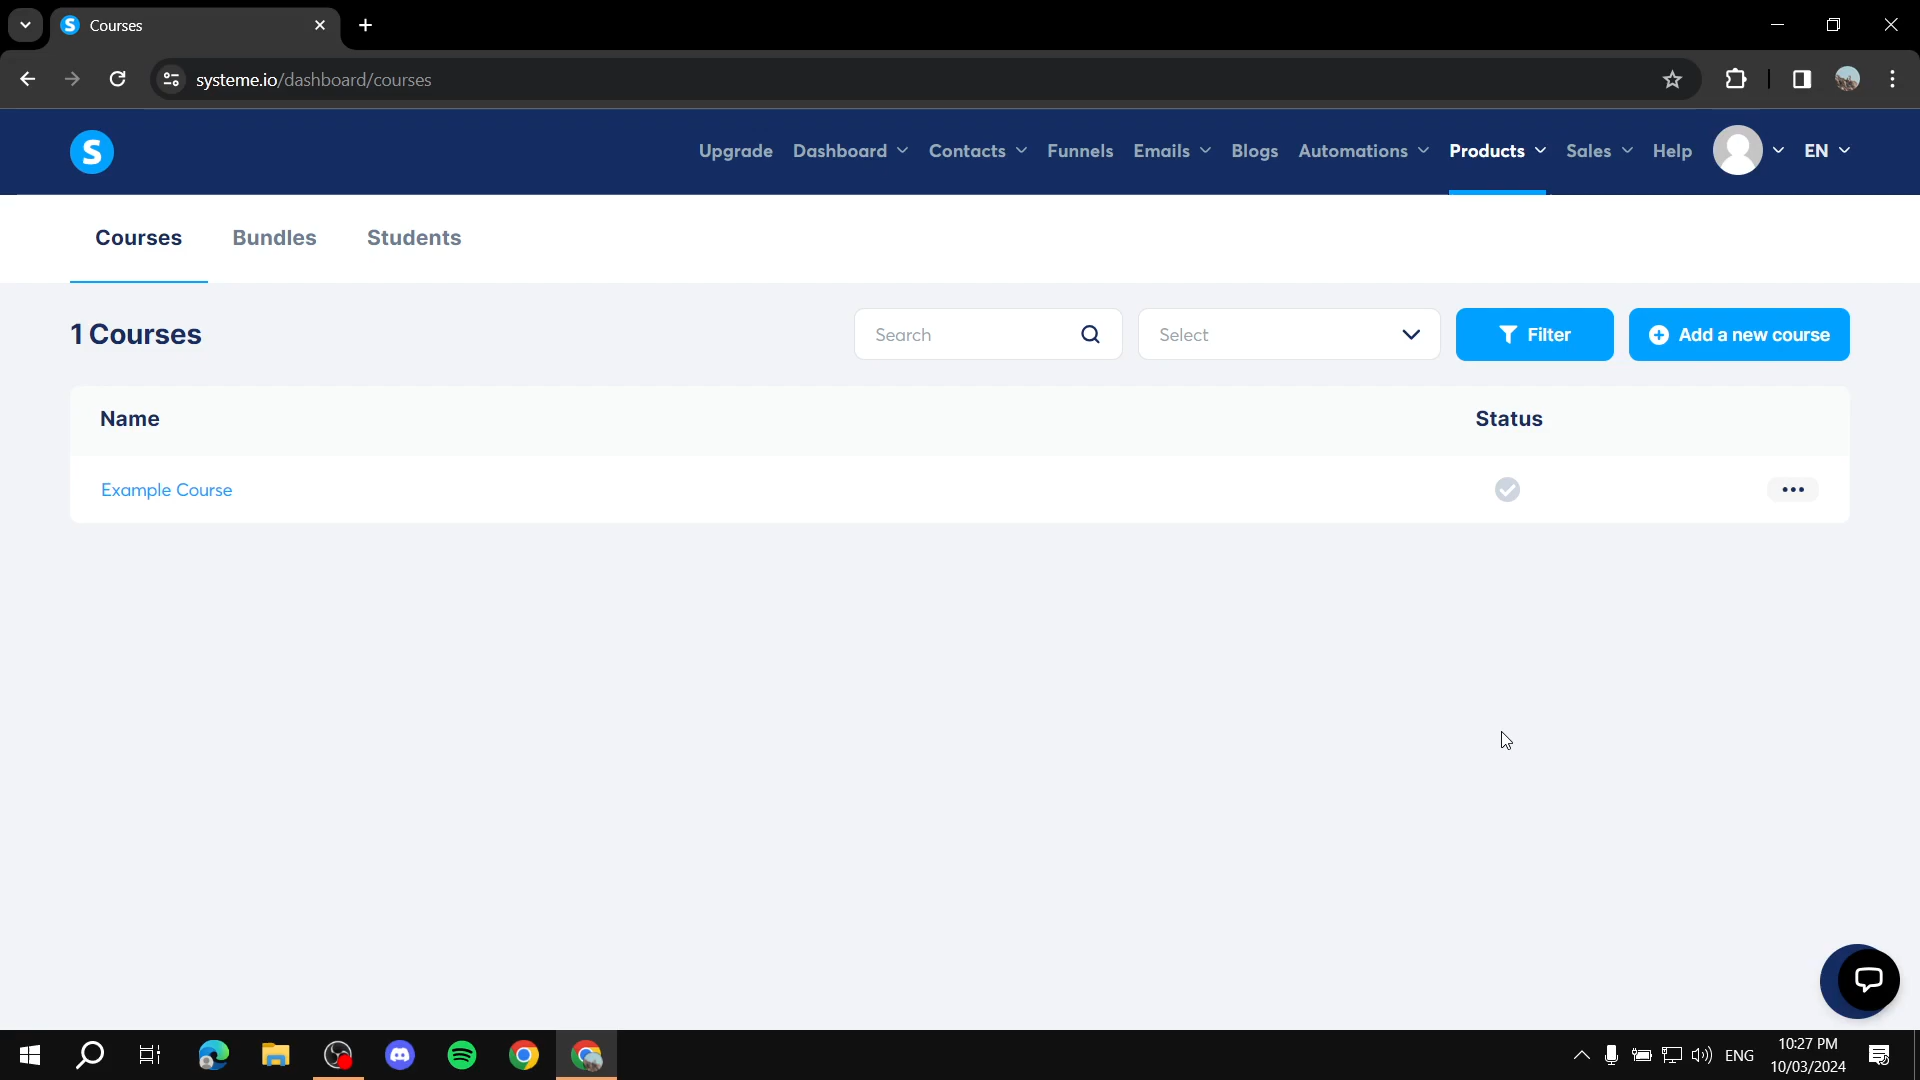 Courses
systeme.io/dashboard/courses
S Upgrade Dashboard Contacts Funnels Emails Blogs Automations Products Sales Help EN
Courses Bundles Students
1 Courses Search Select Filter Add a new course
Name Status
Example Course
ENG
10:27 PM
10/03/2024